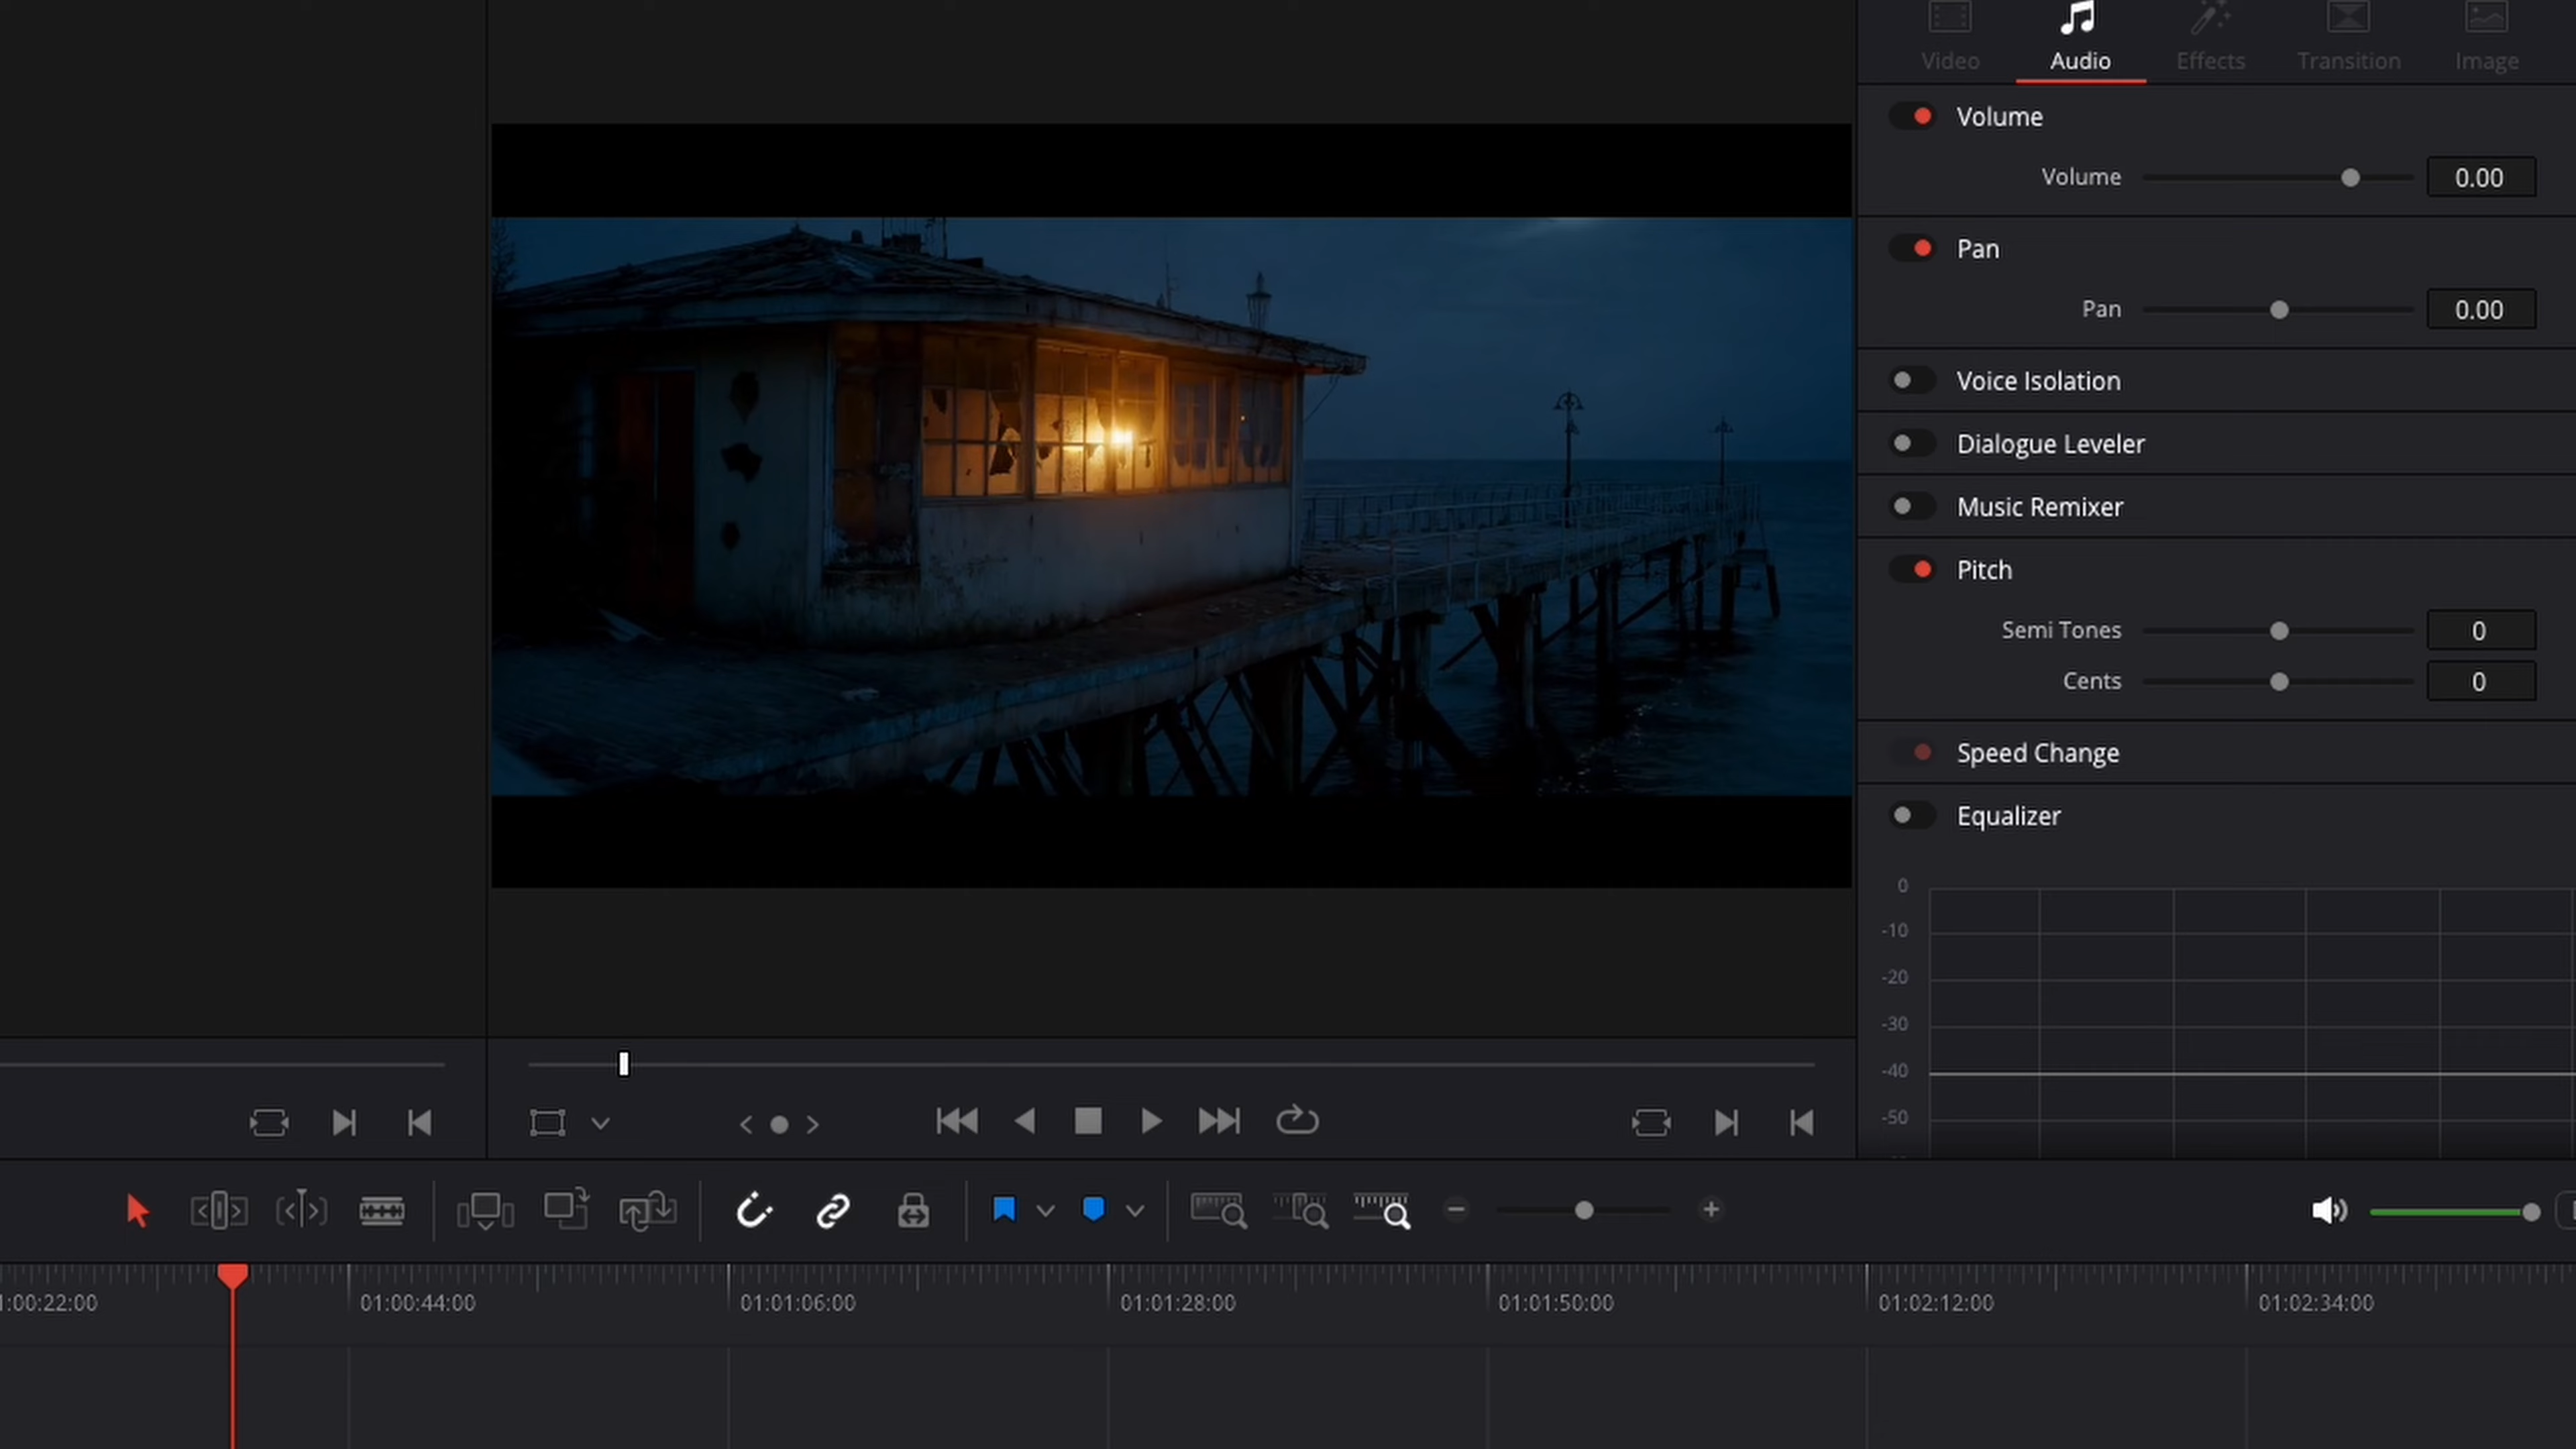 Video Audio Effects Transition Image
Volume
Volume 0.00
Pan
Pan 0.00
Voice Isolation
Dialogue Leveler
Music Remixer
Pitch
Semi Tones 0
Cents 0
Speed Change
Equalizer
0
-10
-20
-30
-40
-50
1:00:22:00 01:00:44:00 01:01:06:00 01:01:28:00 01:01:50:00 01:02:12:00 01:02:34:00